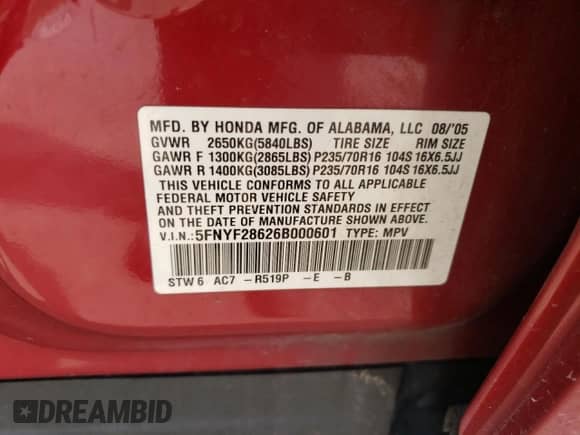 MFD. BY HONDA MFG. OF ALABAMA, LLC 08/'05
GVWR 2650KG(5840LBS) TIRE SIZE RIM SIZE
GAWR F 1300KG(2865LBS) P235/70R16 104S 16X6.5JJ
GAWR R 1400KG(3085LBS) P235/70R16 104S 16X6.5JJ
THIS VEHICLE CONFORMS TO ALL APPLICABLE
FEDERAL MOTOR VEHICLE SAFETY
AND THEFT PREVENTION STANDARDS IN EFFECT ON
THE DATE OF MANUFACTURE SHOWN ABOVE.
V.I.N.:5FNYF28626B000601 TYPE: MPV
STW6 AC7 -R519P -E -B
DREAMBID